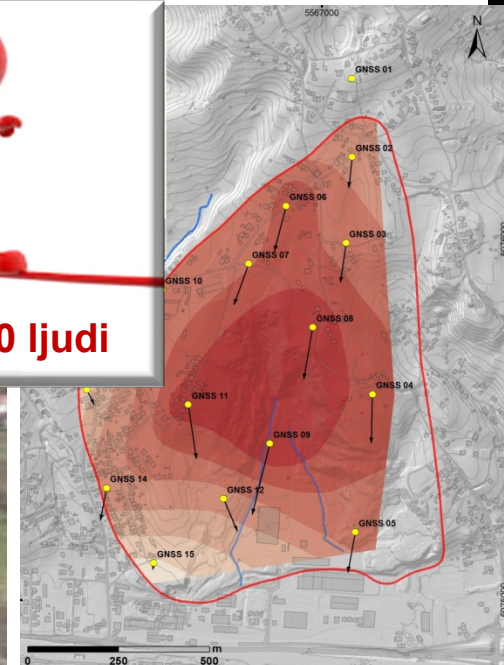 5567000
N
GNSS 01
GNSS 02
GNSS 06
GNSS 03
GNSS 07
GNSS 10
GNSS 08
0 ljudi
GNSS 04
GNSS 11
GNSS 09
GNSS 14
GNSS 12
GNSS 05
GNSS 15
m
0 250 500